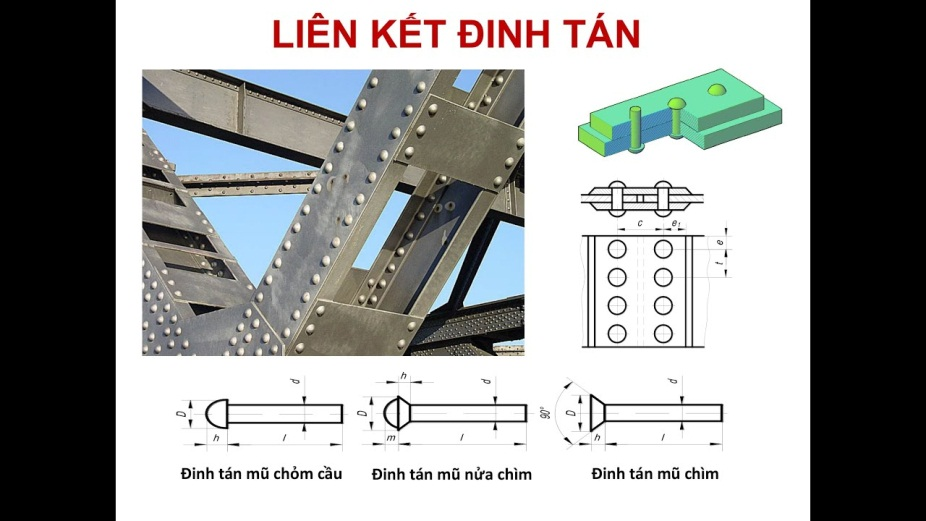 LIÊN KẾT ĐINH TÁN
c
e₁
e
t
h
d
d
d
D
D
90°
D
h
l
m
l
h
l
Đinh tán mũ chỏm cầu
Đinh tán mũ nửa chìm
Đinh tán mũ chìm